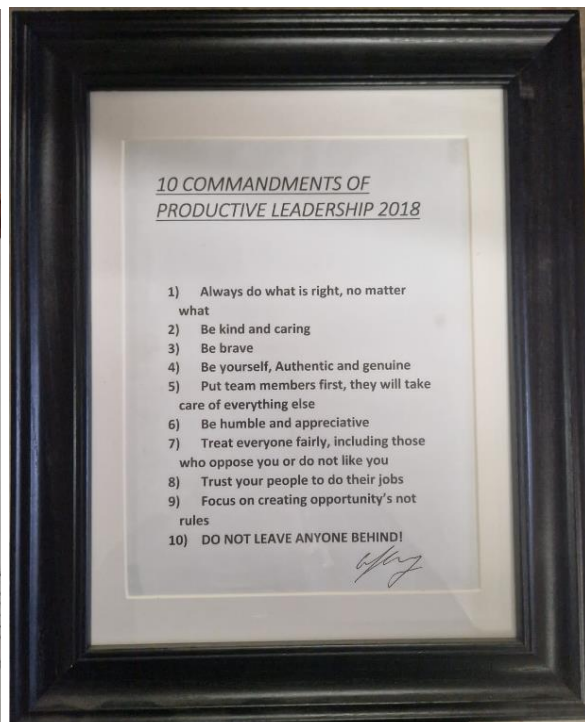 10 COMMANDMENTS OF
PRODUCTIVE LEADERSHIP 2018
1) Always do what is right, no matter
what
2) Be kind and caring
3) Be brave
4) Be yourself, Authentic and genuine
5) Put team members first, they will take
care of everything else
6) Be humble and appreciative
7) Treat everyone fairly, including those
who oppose you or do not like you
8) Trust your people to do their jobs
9) Focus on creating opportunity’s not
rules
10) DO NOT LEAVE ANYONE BEHIND!